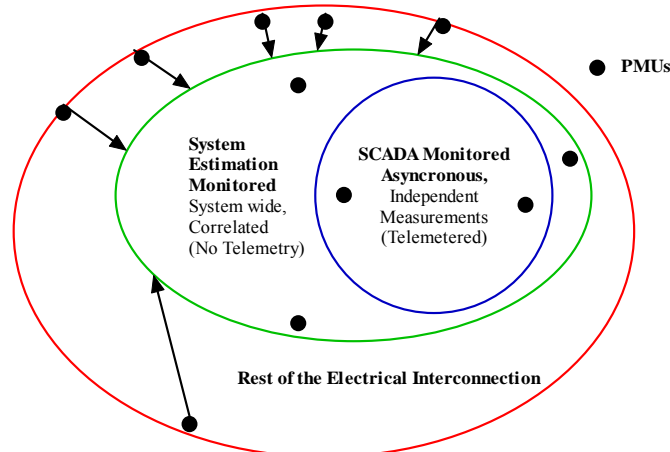 PMUs
System
Estimation
Monitored
System wide,
Correlated
(No Telemetry)
SCADA Monitored
Asyncronous,
Independent
Measurements
(Telemetered)
Rest of the Electrical Interconnection